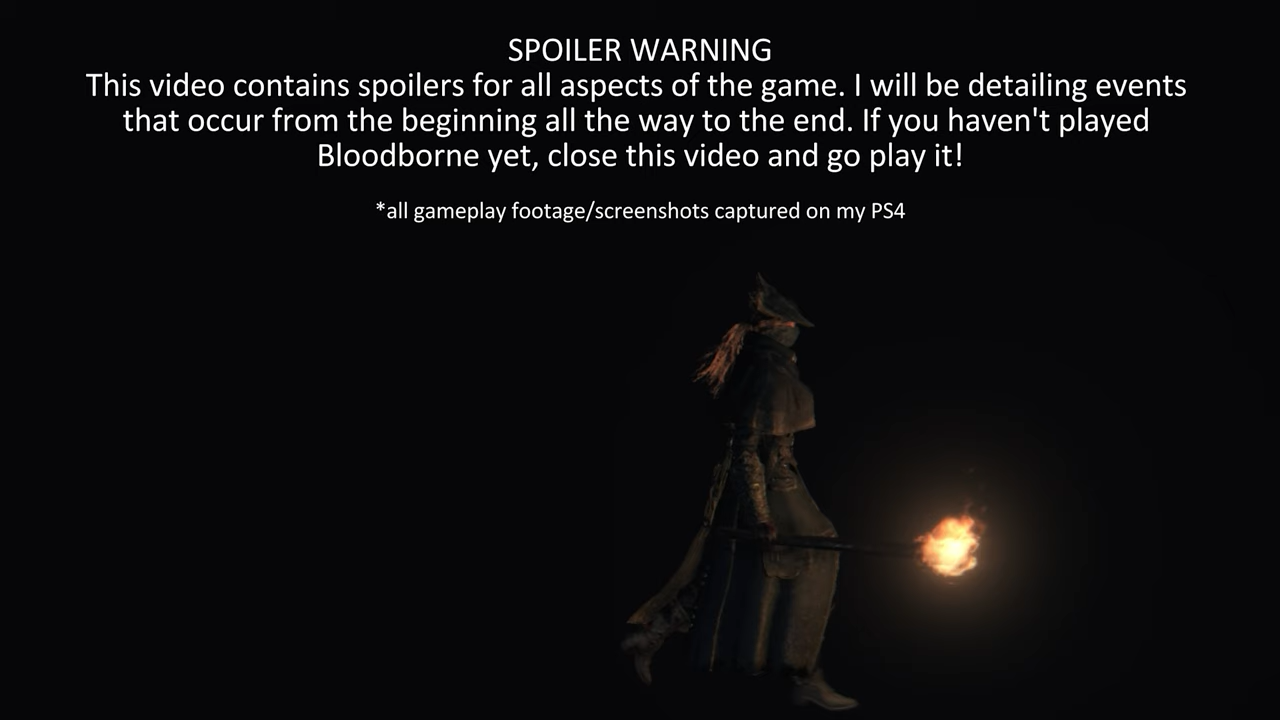 SPOILER WARNING
This video contains spoilers for all aspects of the game. I will be detailing events
that occur from the beginning all the way to the end. If you haven't played
Bloodborne yet, close this video and go play it!
*all gameplay footage/screenshots captured on my PS4